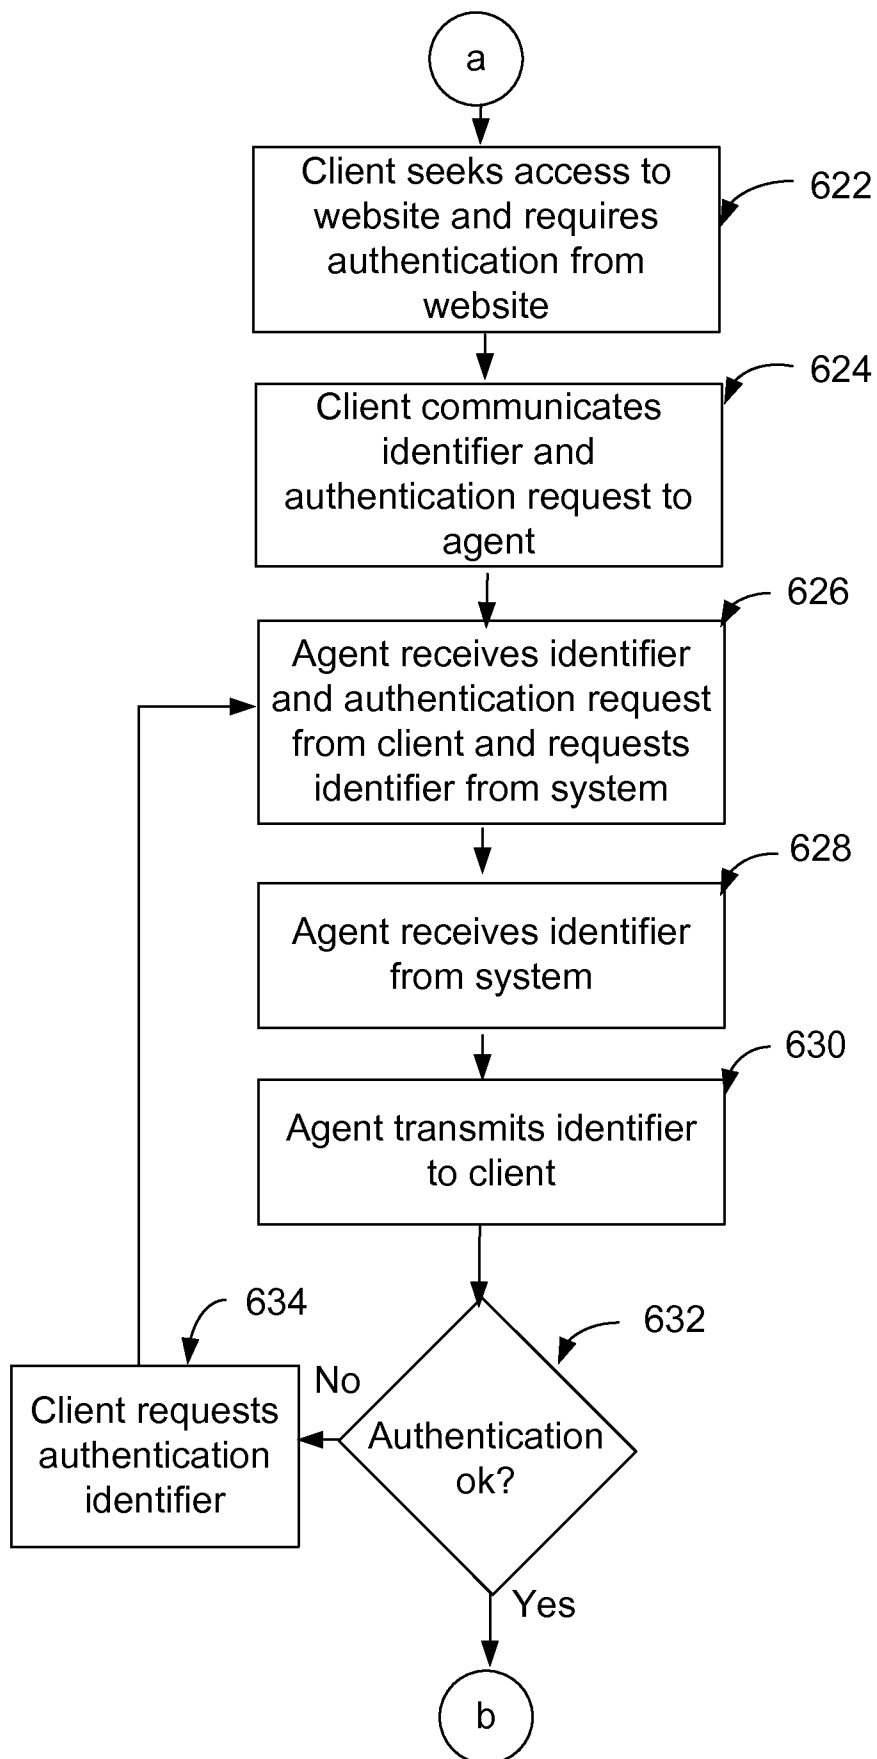 a
Client seeks access to
website and requires
authentication from
website
622
Client communicates
identifier and
authentication request to
agent
624
Agent receives identifier
and authentication request
from client and requests
identifier from system
626
Agent receives identifier
from system
628
Agent transmits identifier
to client
630
Authentication
ok?
632
No
Client requests
authentication
identifier
634
Yes
b